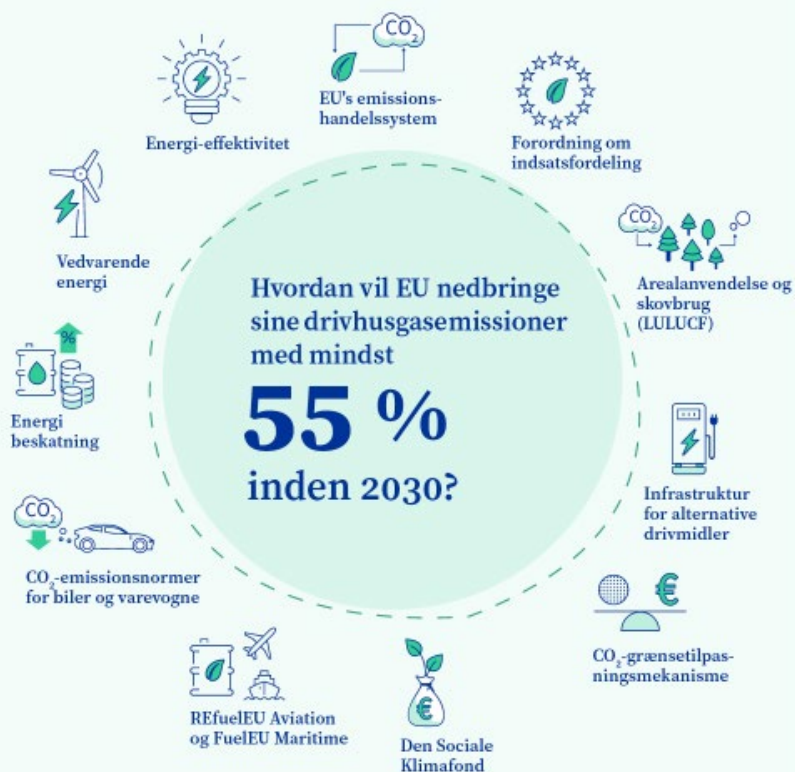 Hvordan vil EU nedbringe
sine drivhusgasemissioner
med mindst
55 %
inden 2030?
CO₂
EU's emissions-
handelssystem
Forordning om
indsatsfordeling
CO₂
Arealanvendelse og
skovbrug
(LULUCF)
Infrastruktur
for alternative
drivmidler
€
CO₂-grænsetilpas-
ningsmekanisme
€
Den Sociale
Klimafond
REfuelEU Aviation
og FuelEU Maritime
CO₂
CO₂-emissionsnormer
for biler og varevogne
%
Energi
beskatning
Vedvarende
energi
Energi-effektivitet